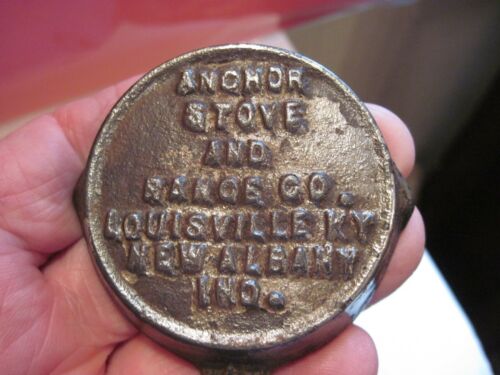 ANCHOR
STOVE
AND
RANGE CO.
LOUISVILLE KY
NEW ALBANY
IND.